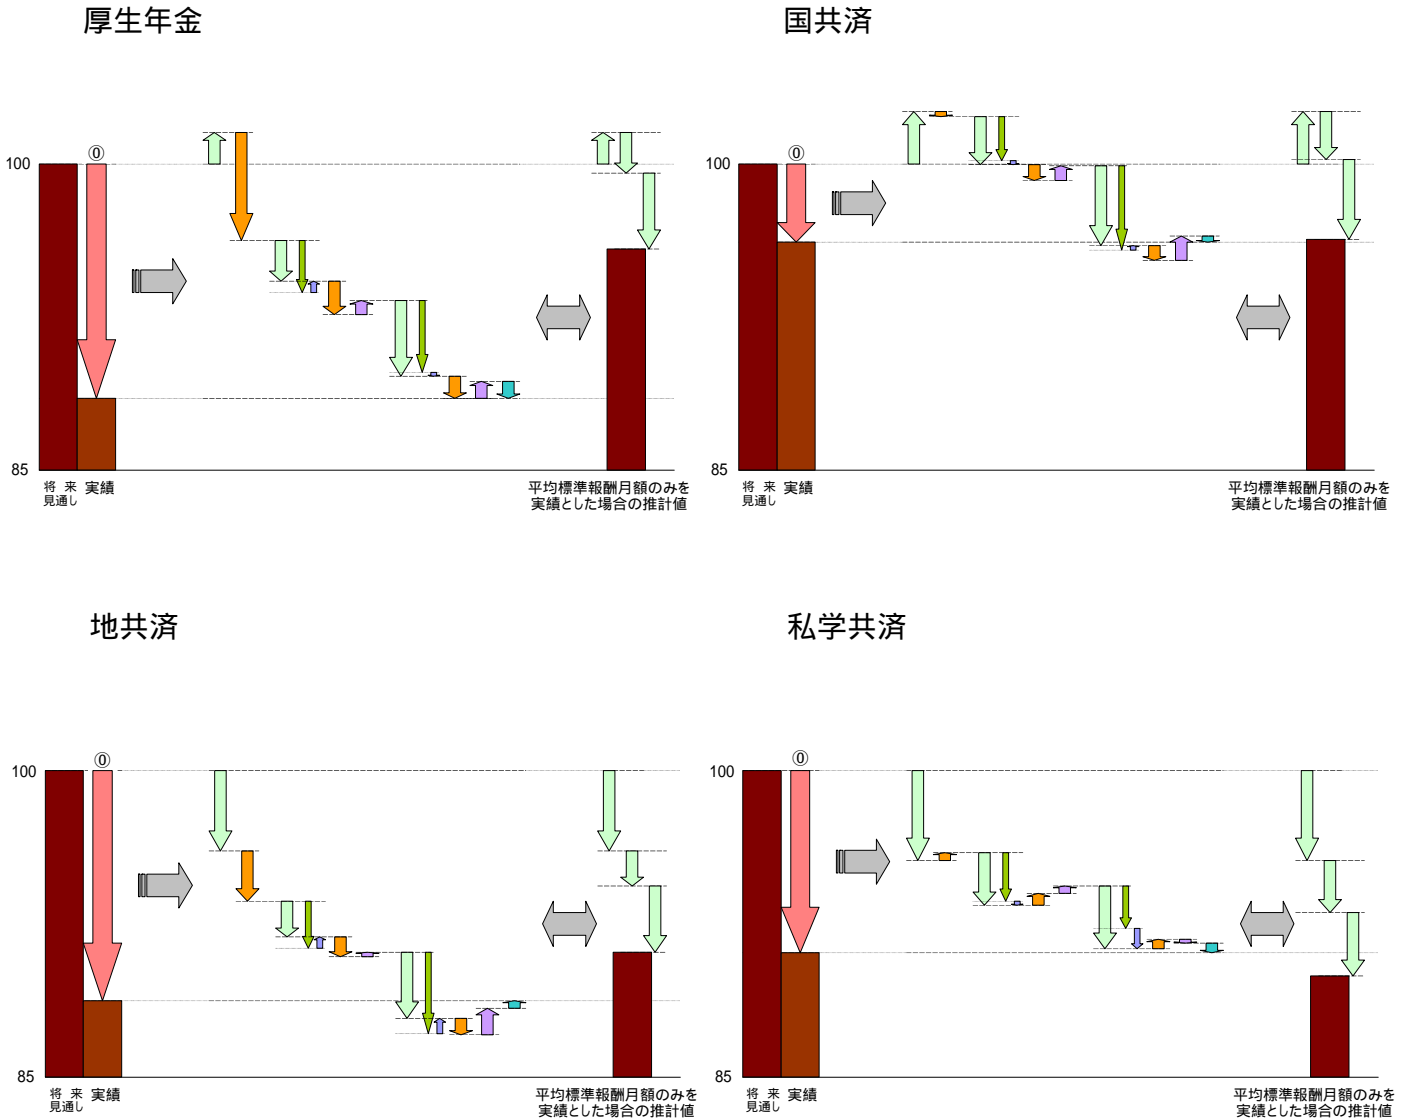 厚生年金
⓪
100
85
将 来
見通し
実績
平均標準報酬月額のみを
実績とした場合の推計値
国共済
⓪
100
85
将 来
見通し
実績
平均標準報酬月額のみを
実績とした場合の推計値
地共済
⓪
100
85
将 来
見通し
実績
平均標準報酬月額のみを
実績とした場合の推計値
私学共済
⓪
100
85
将 来
見通し
実績
平均標準報酬月額のみを
実績とした場合の推計値